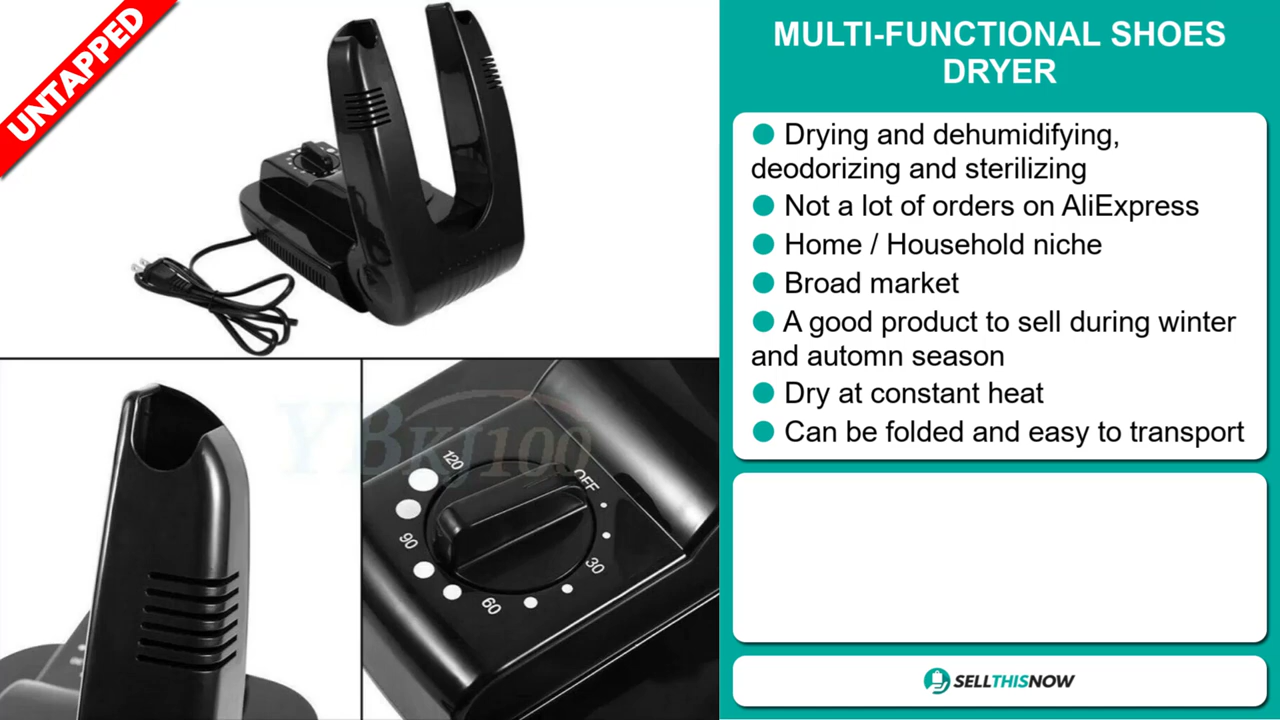 UNTAPPED
MULTI-FUNCTIONAL SHOES
DRYER
● Drying and dehumidifying,
deodorizing and sterilizing
● Not a lot of orders on AliExpress
● Home / Household niche
● Broad market
● A good product to sell during winter
and automn season
● Dry at constant heat
● Can be folded and easy to transport
YBKJ100
120
OFF
90
30
60
SELLTHISNOW